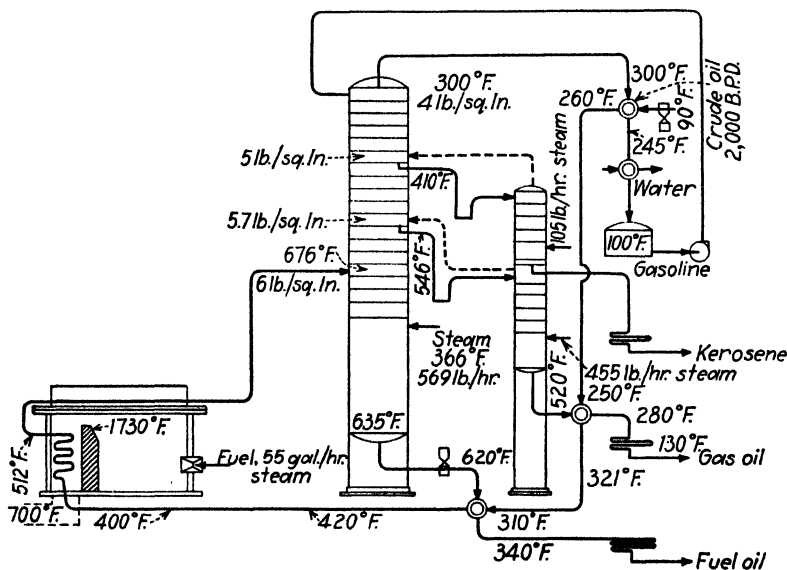 300°F.
4 lb./sq. In.
300°F.
260°F.
90°F.
Crude oil
2,000 B.P.D.
245°F.
Water
5 lb./sq. In.
410°F.
105 lb./hr. steam
5.7 lb./sq. In.
546°F.
100°F.
Gasoline
676°F.
6 lb./sq. In.
Steam
366°F.
569 lb./hr.
Kerosene
455 lb./hr. steam
520°F.
250°F.
280°F.
130°F.
Gas oil
635°F.
620°F.
321°F.
1730°F.
512°F.
Fuel, 55 gal./hr.
steam
700°F.
400°F.
420°F.
310°F.
340°F.
Fuel oil